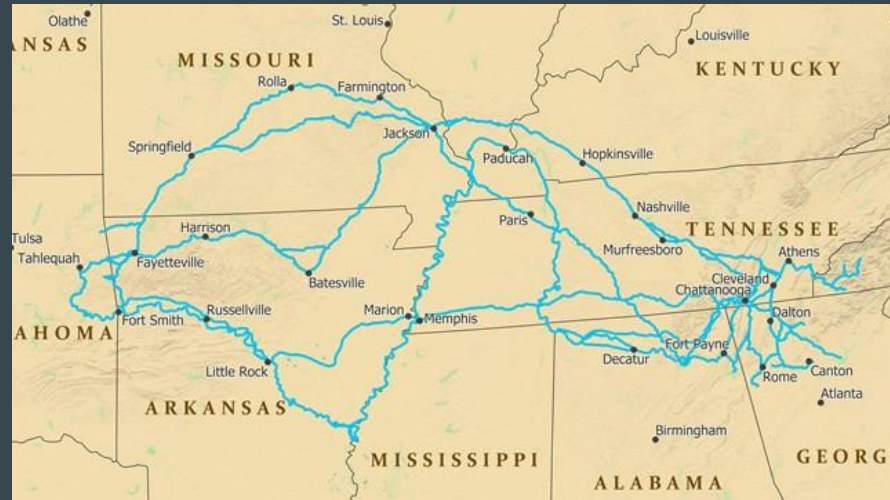 Olathe
St. Louis
ANSAS
Louisville
MISSOURI
KENTUCKY
Rolla
Farmington
Jackson
Springfield
Paducah
Hopkinsville
Paris
Nashville
Harrison
TENNESSEE
Tulsa
Murfreesboro
Athens
Tahlequah
Fayetteville
Cleveland
Batesville
Chattanooga
Marion
Memphis
Dalton
Russellville
Fort Smith
AHOMA
Fort Payne
Decatur
Little Rock
Canton
Rome
Atlanta
ARKANSAS
Birmingham
MISSISSIPPI
GEORG
ALABAMA